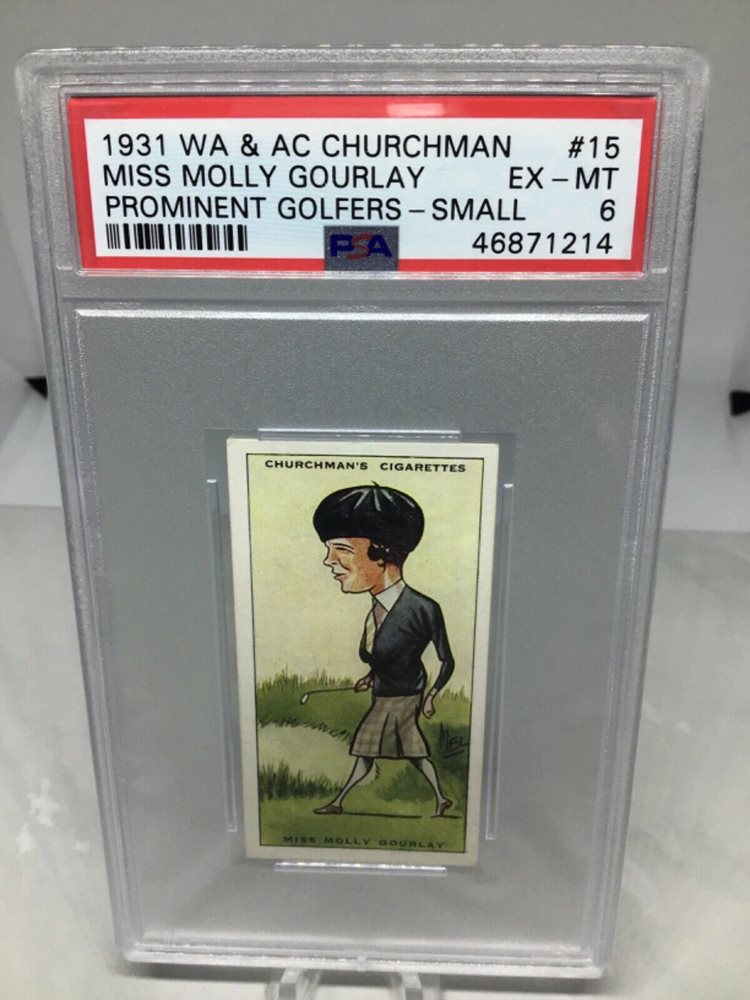 1931 WA & AC CHURCHMAN #15
MISS MOLLY GOURLAY EX-MT
PROMINENT GOLFERS-SMALL 6
PSA 46871214
CHURCHMAN'S CIGARETTES
MEL
MISS MOLLY GOURLAY